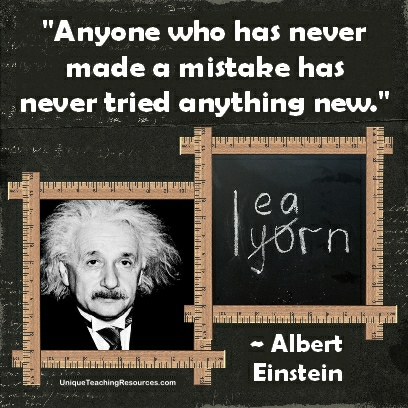 "Anyone who has never
made a mistake has
never tried anything new."
ea
lyorn
~ Albert
Einstein
UniqueTeachingResources.com